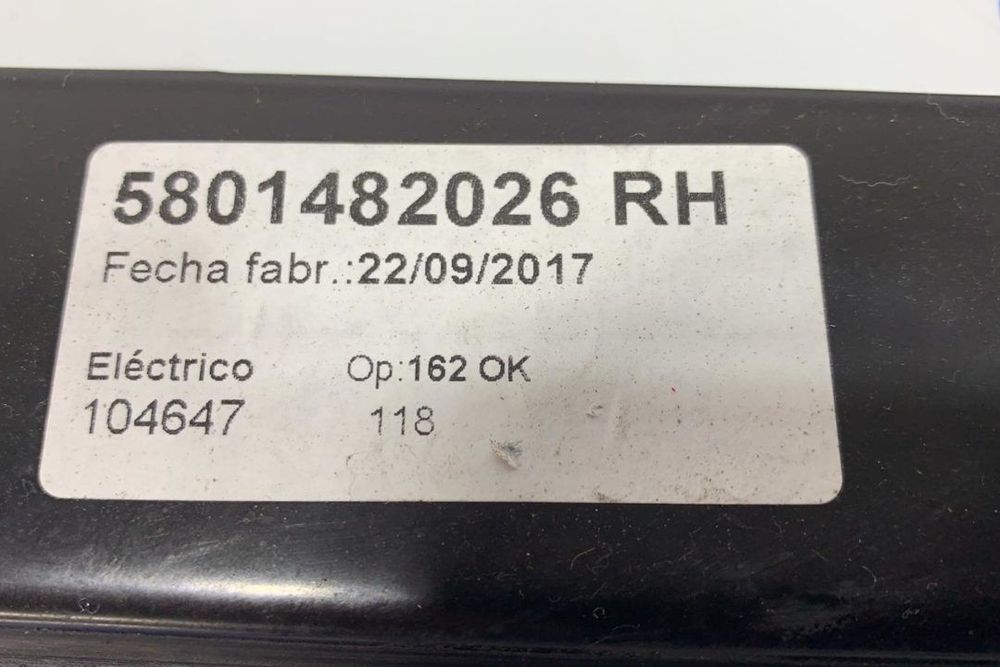 5801482026 RH
Fecha fabr.:22/09/2017
Eléctrico Op:162 OK
104647 118